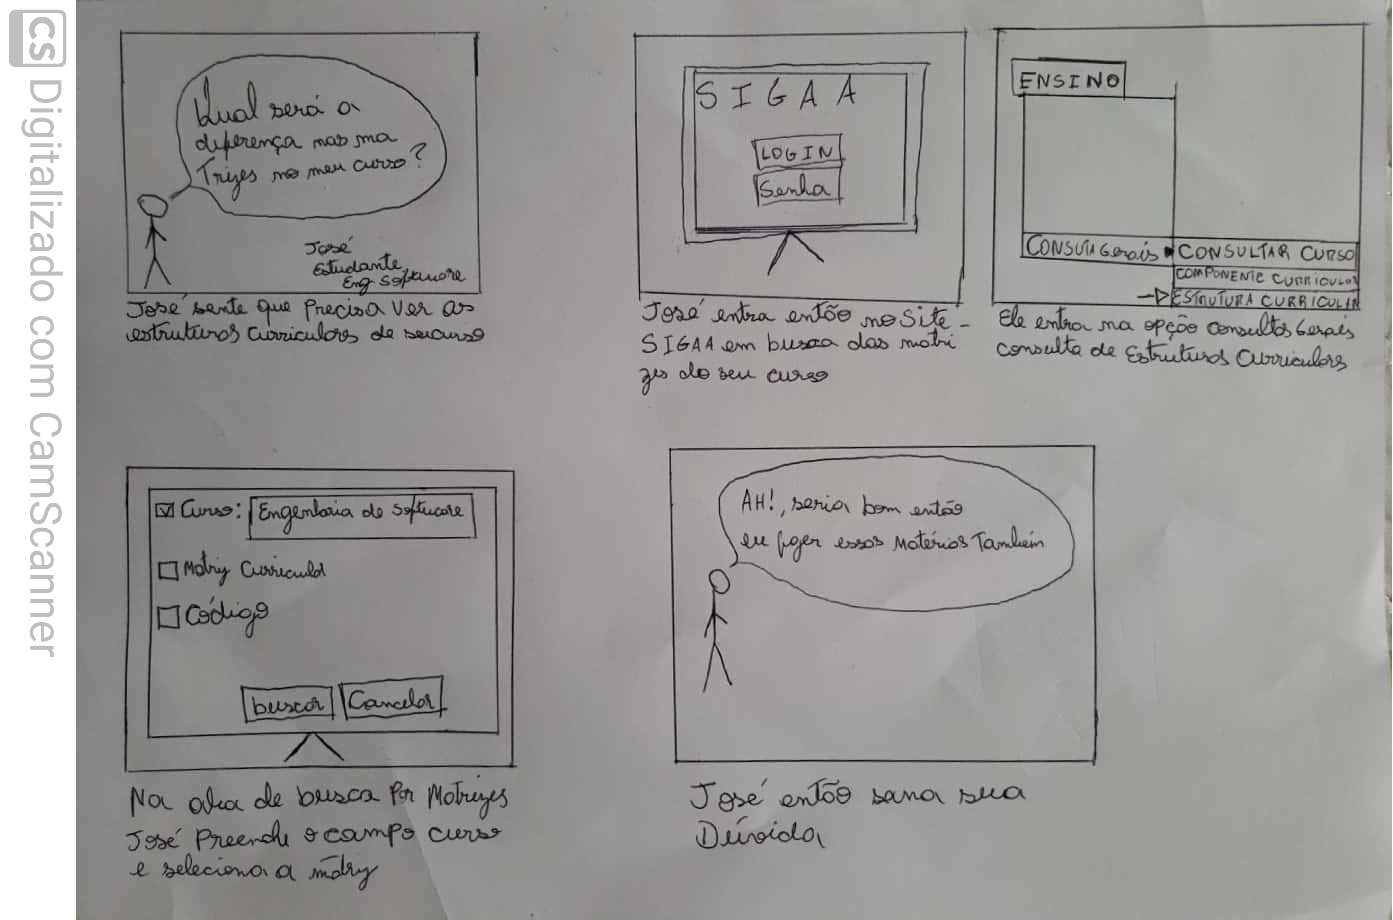 CS Digitalizado com CamScanner
Qual será a
diferença nas ma
Trizes no meu curso?
José
Estudante
Eng Software
José sente que Precisa ver as
estruturas Curriculares de seu curso
SIGAA
LOGIN
Senha
José entra então no Site
SIGAA em busca das matri
zes do seu curso
ENSINO
CONSUTA Gerais
CONSULTAR CURSO
COMPONENTE CURRICULAR
ESTRUTURA CURRICULAR
Ele entra na opção consultas Gerais
consulta de Estruturas Curriculares
Curso: Engenharia de Software
Matriz Curricular
Código
buscar Cancelar
Na aba de busca Por Matrizes
José Preenche o campo curso
e seleciona a
AH!, seria bom então
eu fazer essas Matérias Também
José então sana sua
Dúvida